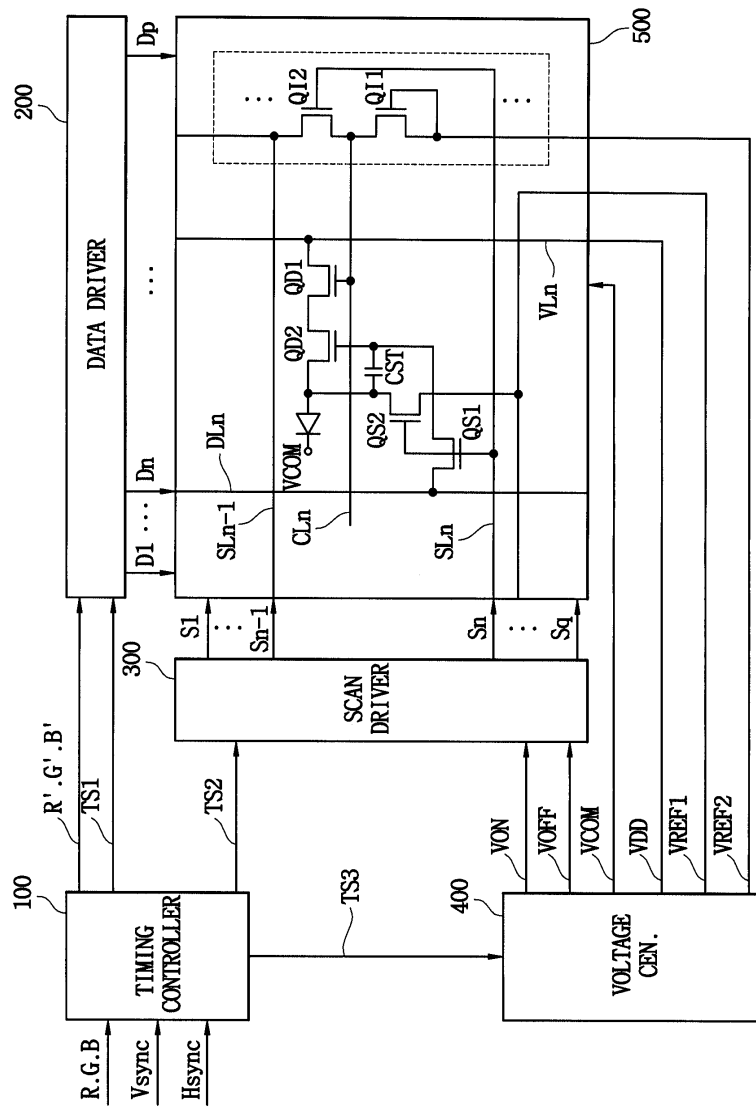 R.G.B
Vsync
Hsync
100
TIMING
CONTROLLER
R'.G'.B'
TS1
TS2
TS3
200
DATA DRIVER
D1
...
Dn
...
Dp
300
SCAN
DRIVER
S1
...
Sn-1
Sn
...
Sq
400
VOLTAGE
CEN.
VON
VOFF
VCOM
VDD
VREF1
VREF2
500
SLn-1
DLn
CLn
SLn
VLn
VCOM
QD2
QD1
CST
QS2
QS1
...
QI2
QI1
...